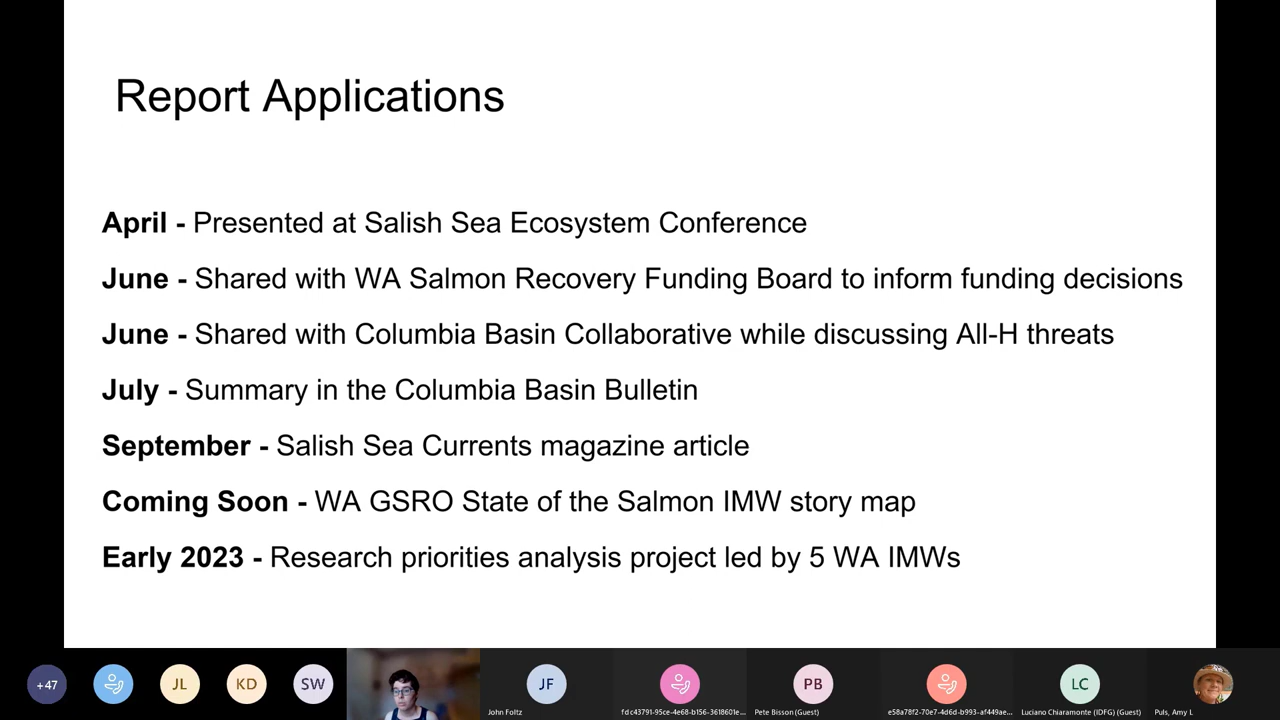 Report Applications
April - Presented at Salish Sea Ecosystem Conference
June - Shared with WA Salmon Recovery Funding Board to inform funding decisions
June - Shared with Columbia Basin Collaborative while discussing All-H threats
July - Summary in the Columbia Basin Bulletin
September - Salish Sea Currents magazine article
Coming Soon - WA GSRO State of the Salmon IMW story map
Early 2023 - Research priorities analysis project led by 5 WA IMWs
+47
JL
KD
SW
JF
PB
LC
John Foltz
fdc43791-95ce-4e68-b156-3618601e...
Pete Bisson (Guest)
e58a78f2-70e7-4d6d-b993-af449ae...
Luciano Chiaramonte (IDFG) (Guest)
Puls, Amy L